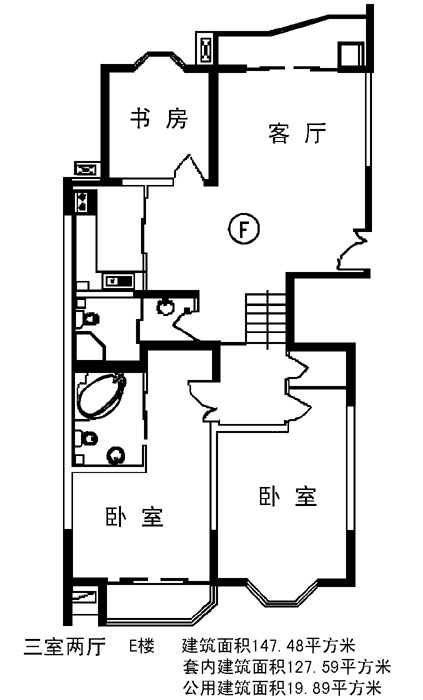 书房
客厅
F
卧室
卧室
三室两厅 E楼 建筑面积147.48平方米
套内建筑面积127.59平方米
公用建筑面积19.89平方米